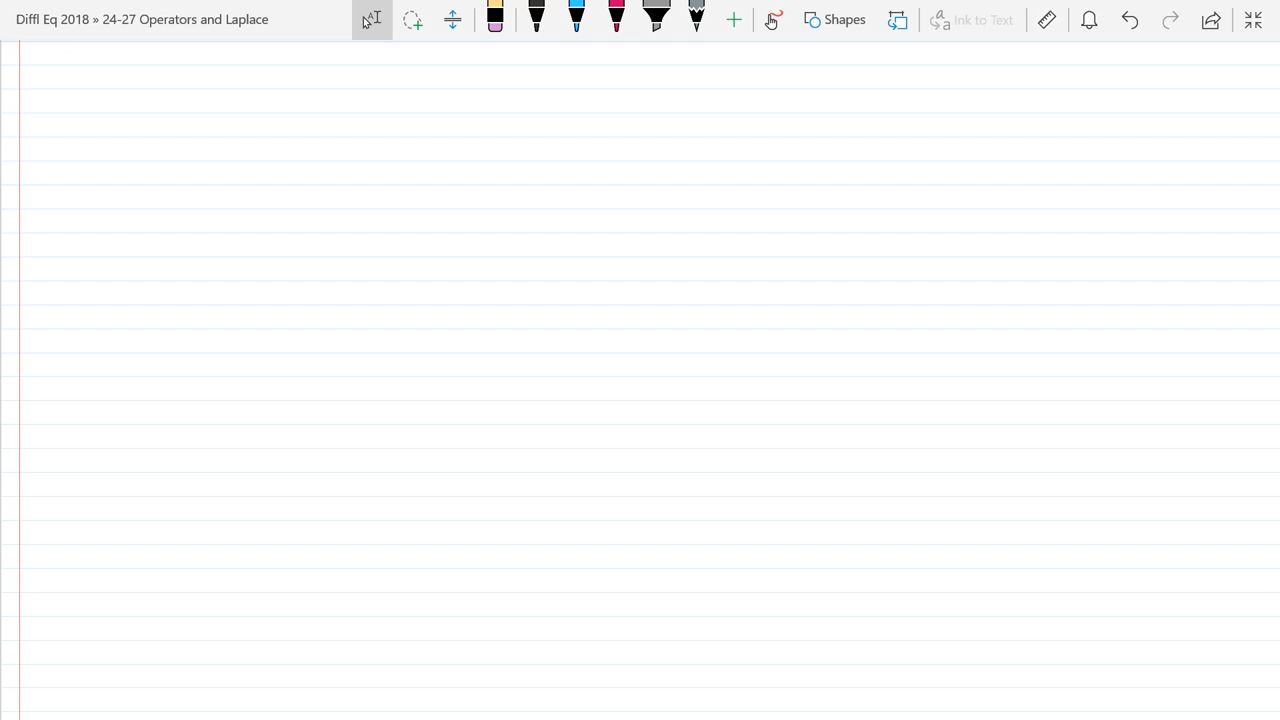 Diffl Eq 2018 » 24-27 Operators and Laplace
Shapes
Ink to Text